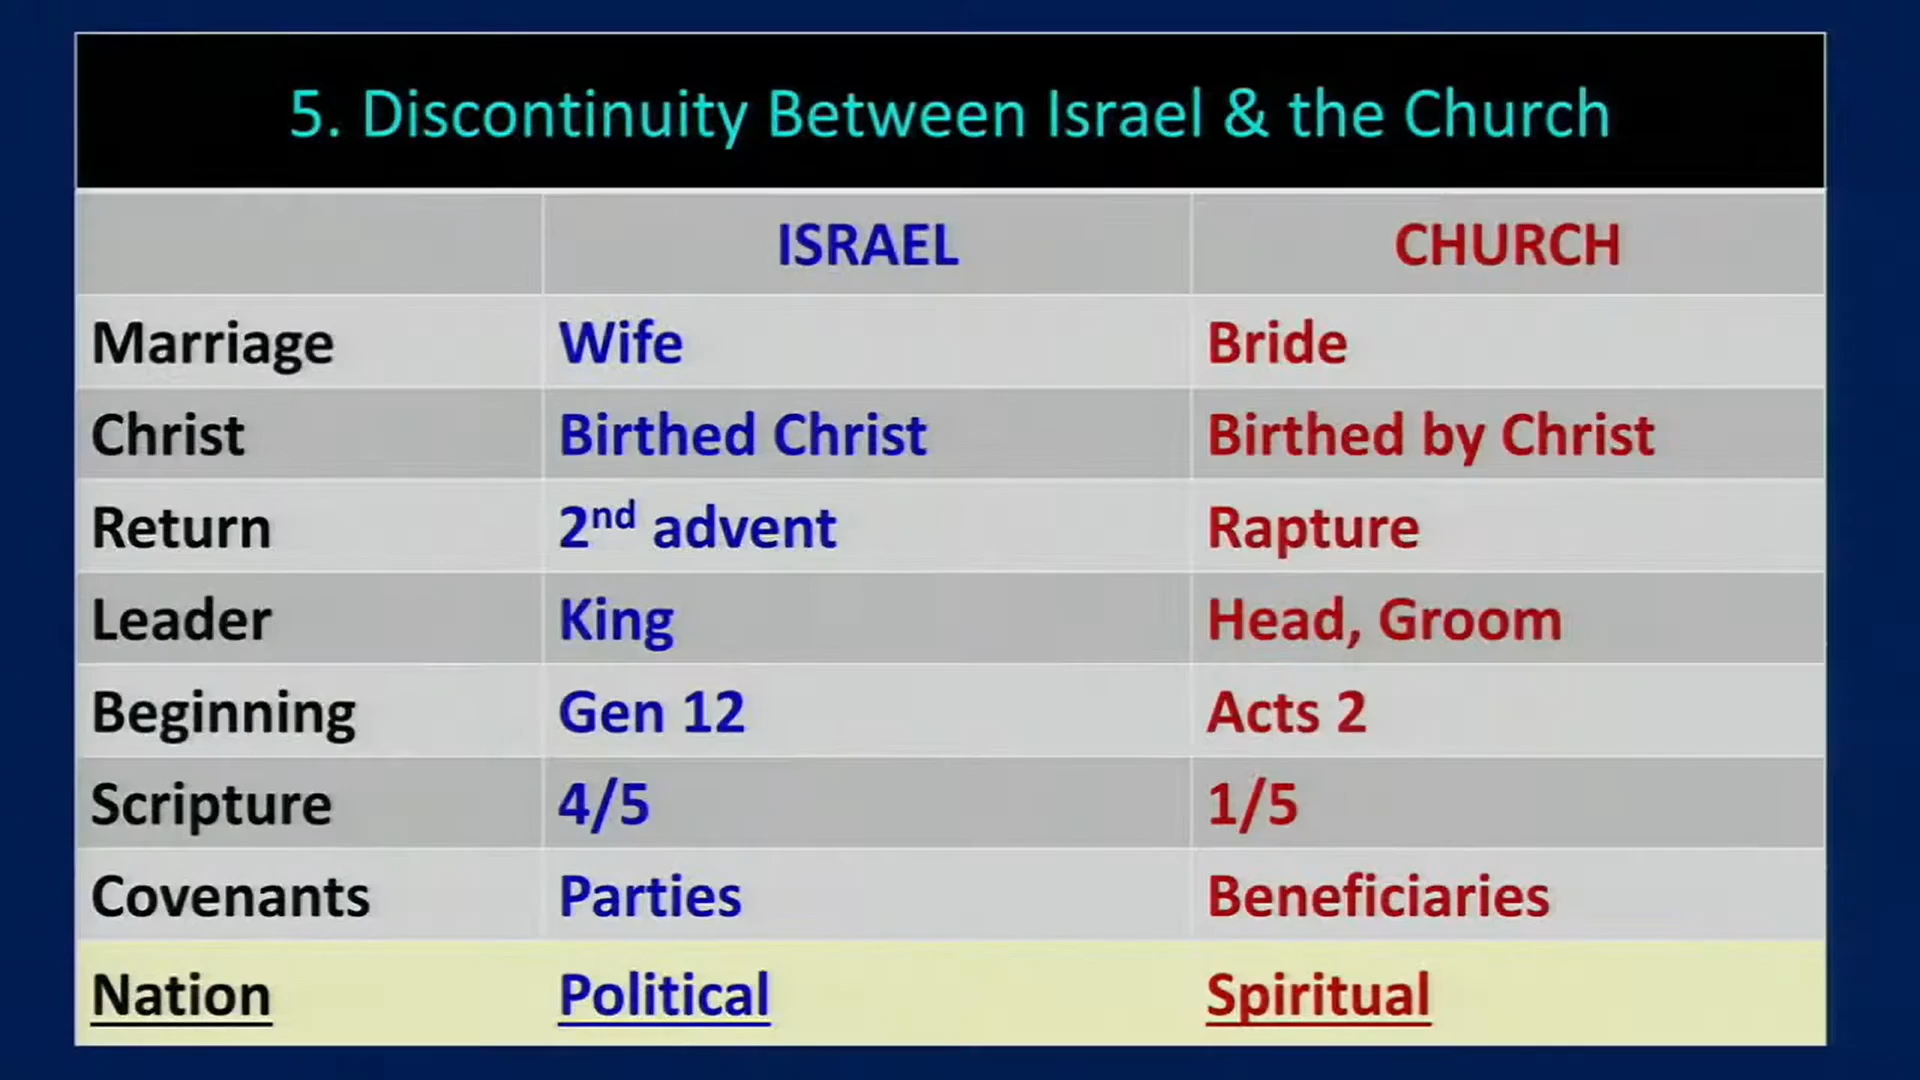 5. Discontinuity Between Israel & the Church
ISRAEL CHURCH
Marriage Wife Bride
Christ Birthed Christ Birthed by Christ
Return 2nd advent Rapture
Leader King Head, Groom
Beginning Gen 12 Acts 2
Scripture 4/5 1/5
Covenants Parties Beneficiaries
Nation Political Spiritual